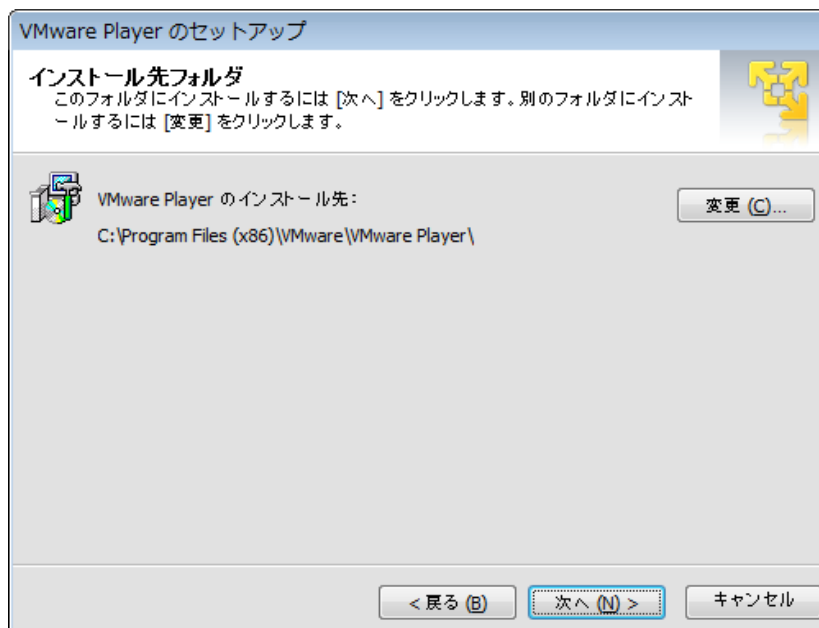 VMware Player のセットアップ
インストール先フォルダ
このフォルダにインストールするには [次へ] をクリックします。別のフォルダにインスト
ールするには [変更] をクリックします。
VMware Player のインストール先:
変更 (C)...
C:\Program Files (x86)\VMware\VMware Player\
< 戻る (B)
次へ (N) >
キャンセル